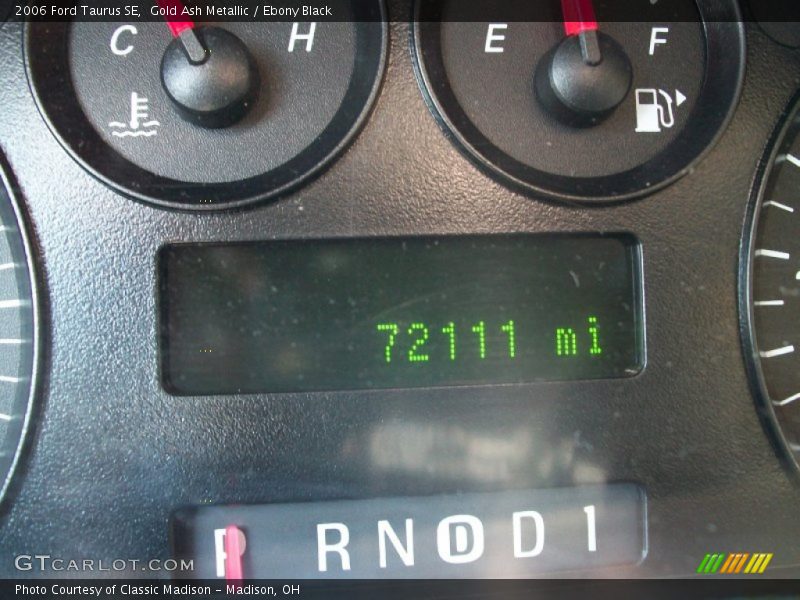 2006 Ford Taurus SE,  Gold Ash Metallic / Ebony Black
C H E F
72111 mi
P R N D D 1
GTCARLOT.COM
Photo Courtesy of Classic Madison - Madison, OH